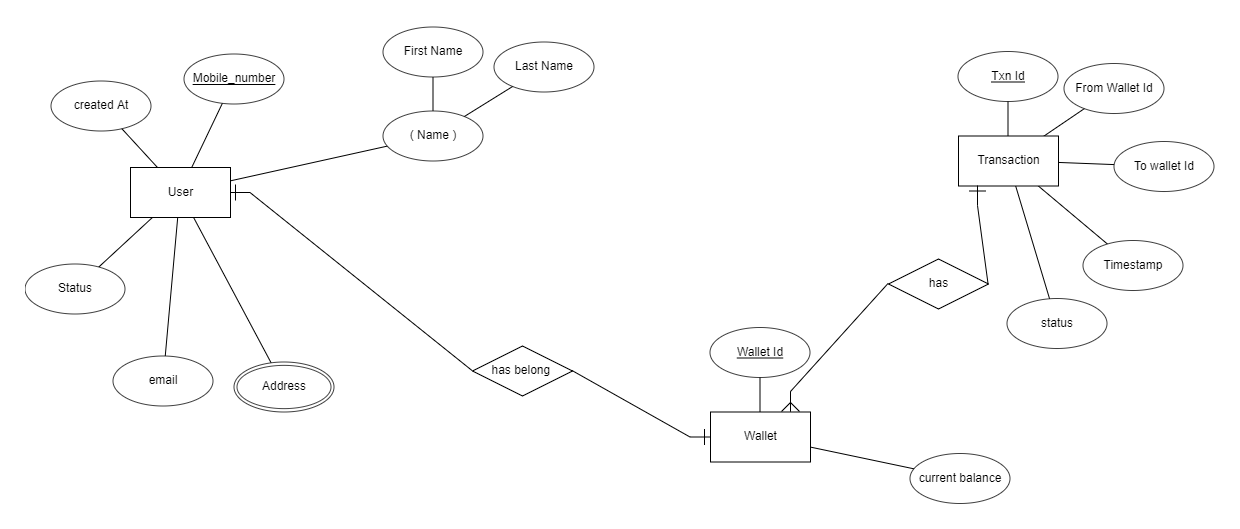 First Name
Last Name
Mobile_number
created At
( Name )
User
Status
email
Address
has belong
Txn Id
From Wallet Id
Transaction
To wallet Id
Timestamp
has
status
Wallet Id
Wallet
current balance